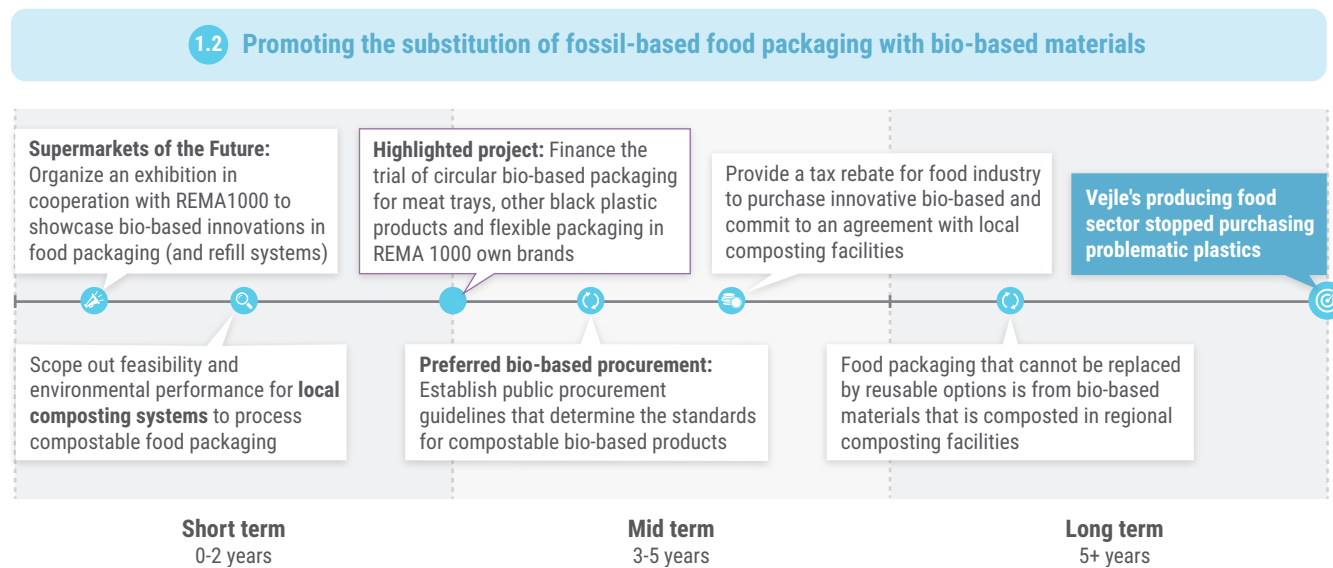 1.2 Promoting the substitution of fossil-based food packaging with bio-based materials
Supermarkets of the Future:
Organize an exhibition in
cooperation with REMA1000 to
showcase bio-based innovations in
food packaging (and refill systems)
Highlighted project: Finance the
trial of circular bio-based packaging
for meat trays, other black plastic
products and flexible packaging in
REMA 1000 own brands
Provide a tax rebate for food industry
to purchase innovative bio-based and
commit to an agreement with local
composting facilities
Vejle's producing food
sector stopped purchasing
problematic plastics
Scope out feasibility and
environmental performance for local
composting systems to process
compostable food packaging
Preferred bio-based procurement:
Establish public procurement
guidelines that determine the standards
for compostable bio-based products
Food packaging that cannot be replaced
by reusable options is from bio-based
materials that is composted in regional
composting facilities
Short term
0-2 years
Mid term
3-5 years
Long term
5+ years